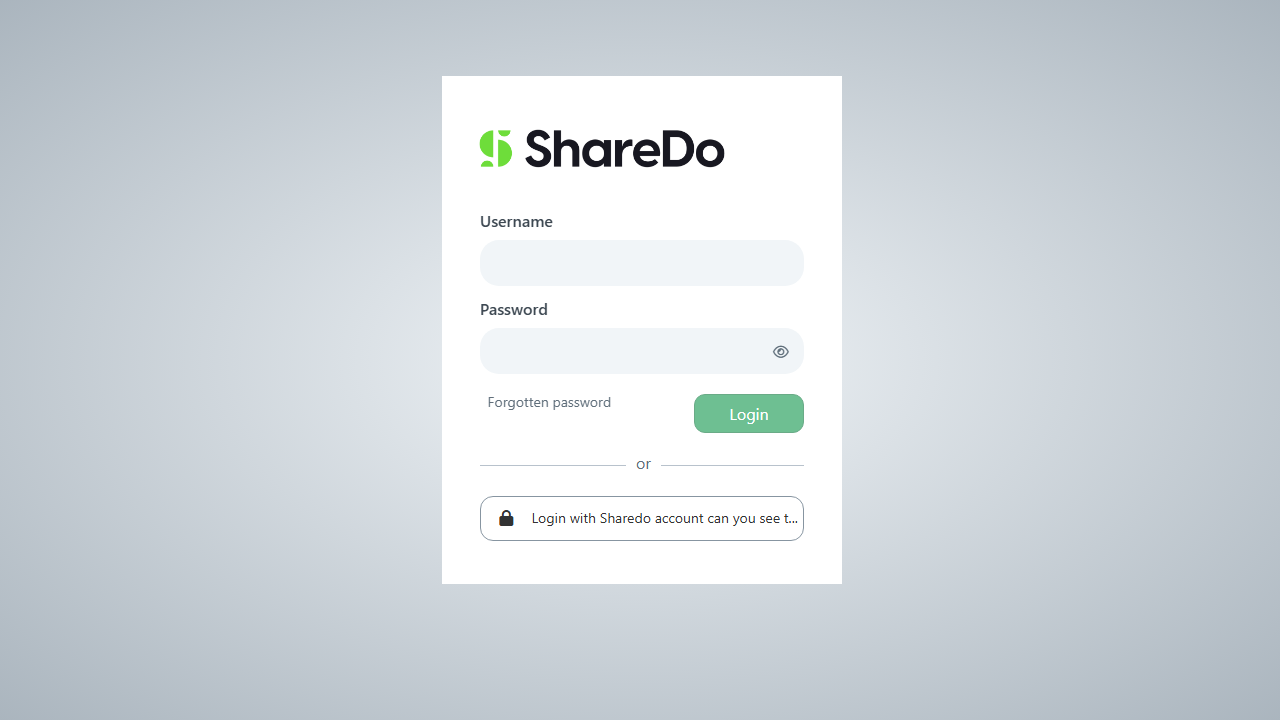 ShareDo
Username
Password
Forgotten password
Login
or
Login with Sharedo account can you see t...